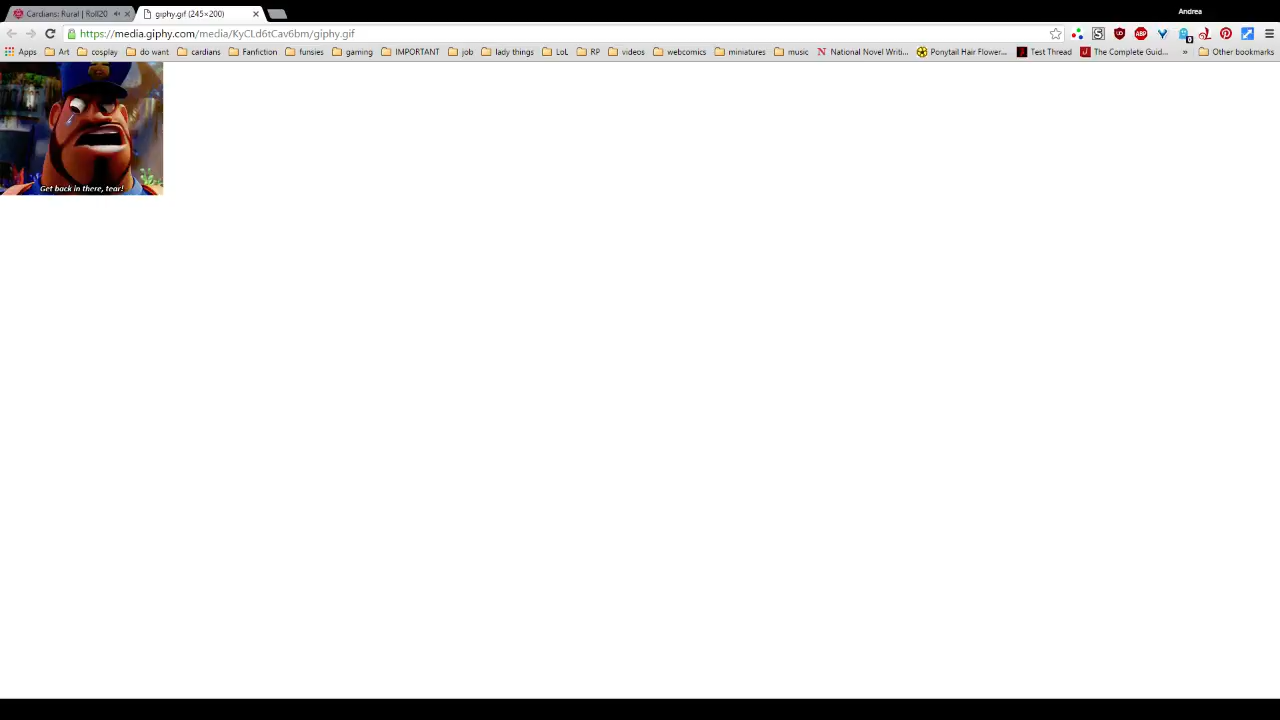 Andrea
Cardians: Rural | Roll20
giphy.gif (245×200)
https://media.giphy.com/media/KyCLd6tCav6bm/giphy.gif
Apps Art cosplay do want cardians Fanfiction funsies gaming IMPORTANT job lady things LoL RP videos webcomics miniatures music National Novel Writi... Ponytail Hair Flower... Test Thread The Complete Guid... » Other bookmarks
Get back in there, tear!